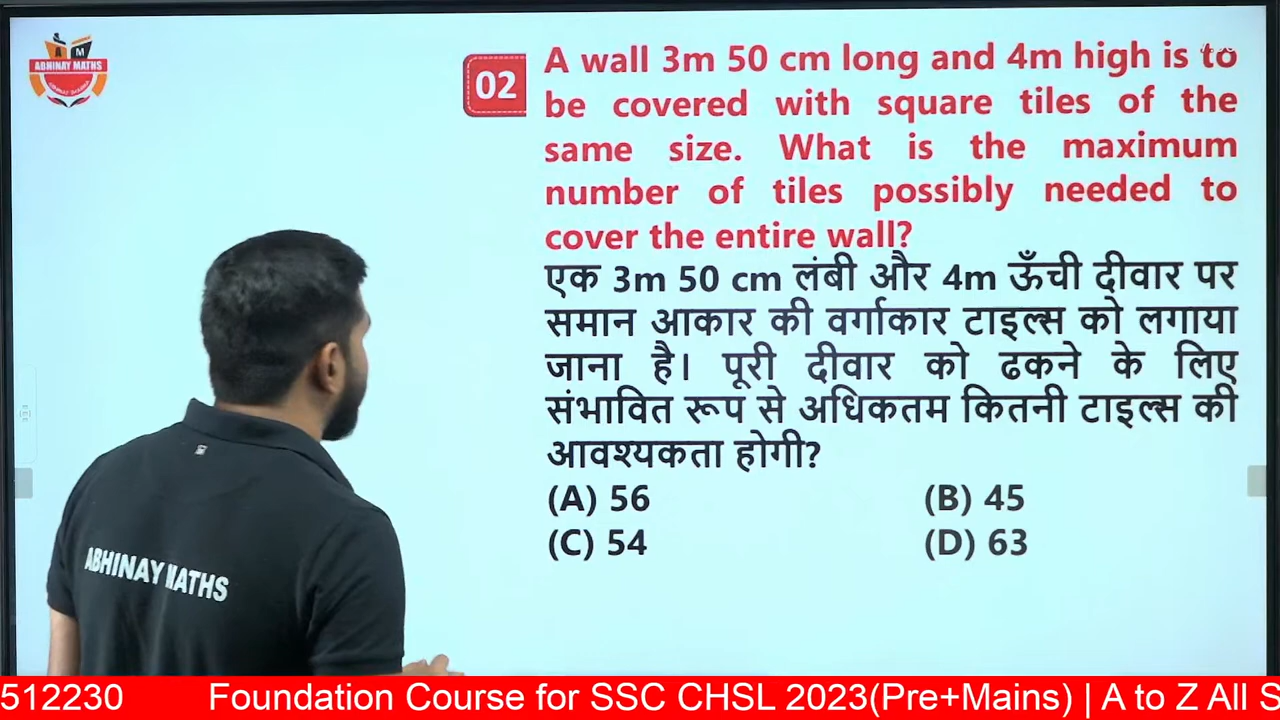 ABHINAY MATHS
02
A wall 3m 50 cm long and 4m high is to
be covered with square tiles of the
same size. What is the maximum
number of tiles possibly needed to
cover the entire wall?
एक 3m 50 cm लंबी और 4m ऊँची दीवार पर
समान आकार की वर्गाकार टाइल्स को लगाया
जाना है। पूरी दीवार को ढकने के लिए
संभावित रूप से अधिकतम कितनी टाइल्स की
आवश्यकता होगी?
(A) 56 (B) 45
(C) 54 (D) 63
ABHINAY MATHS
512230 Foundation Course for SSC CHSL 2023(Pre+Mains) | A to Z All S